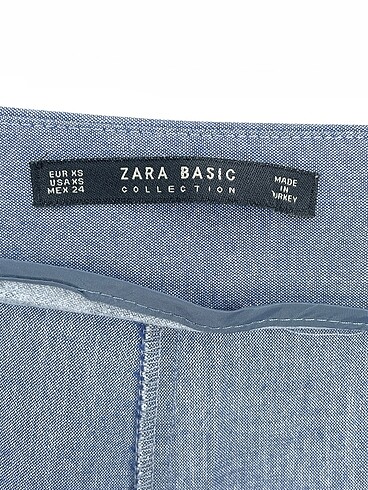 EUR XS
USA XS
MEX 24
ZARA BASIC
COLLECTION
MADE
IN
TURKEY